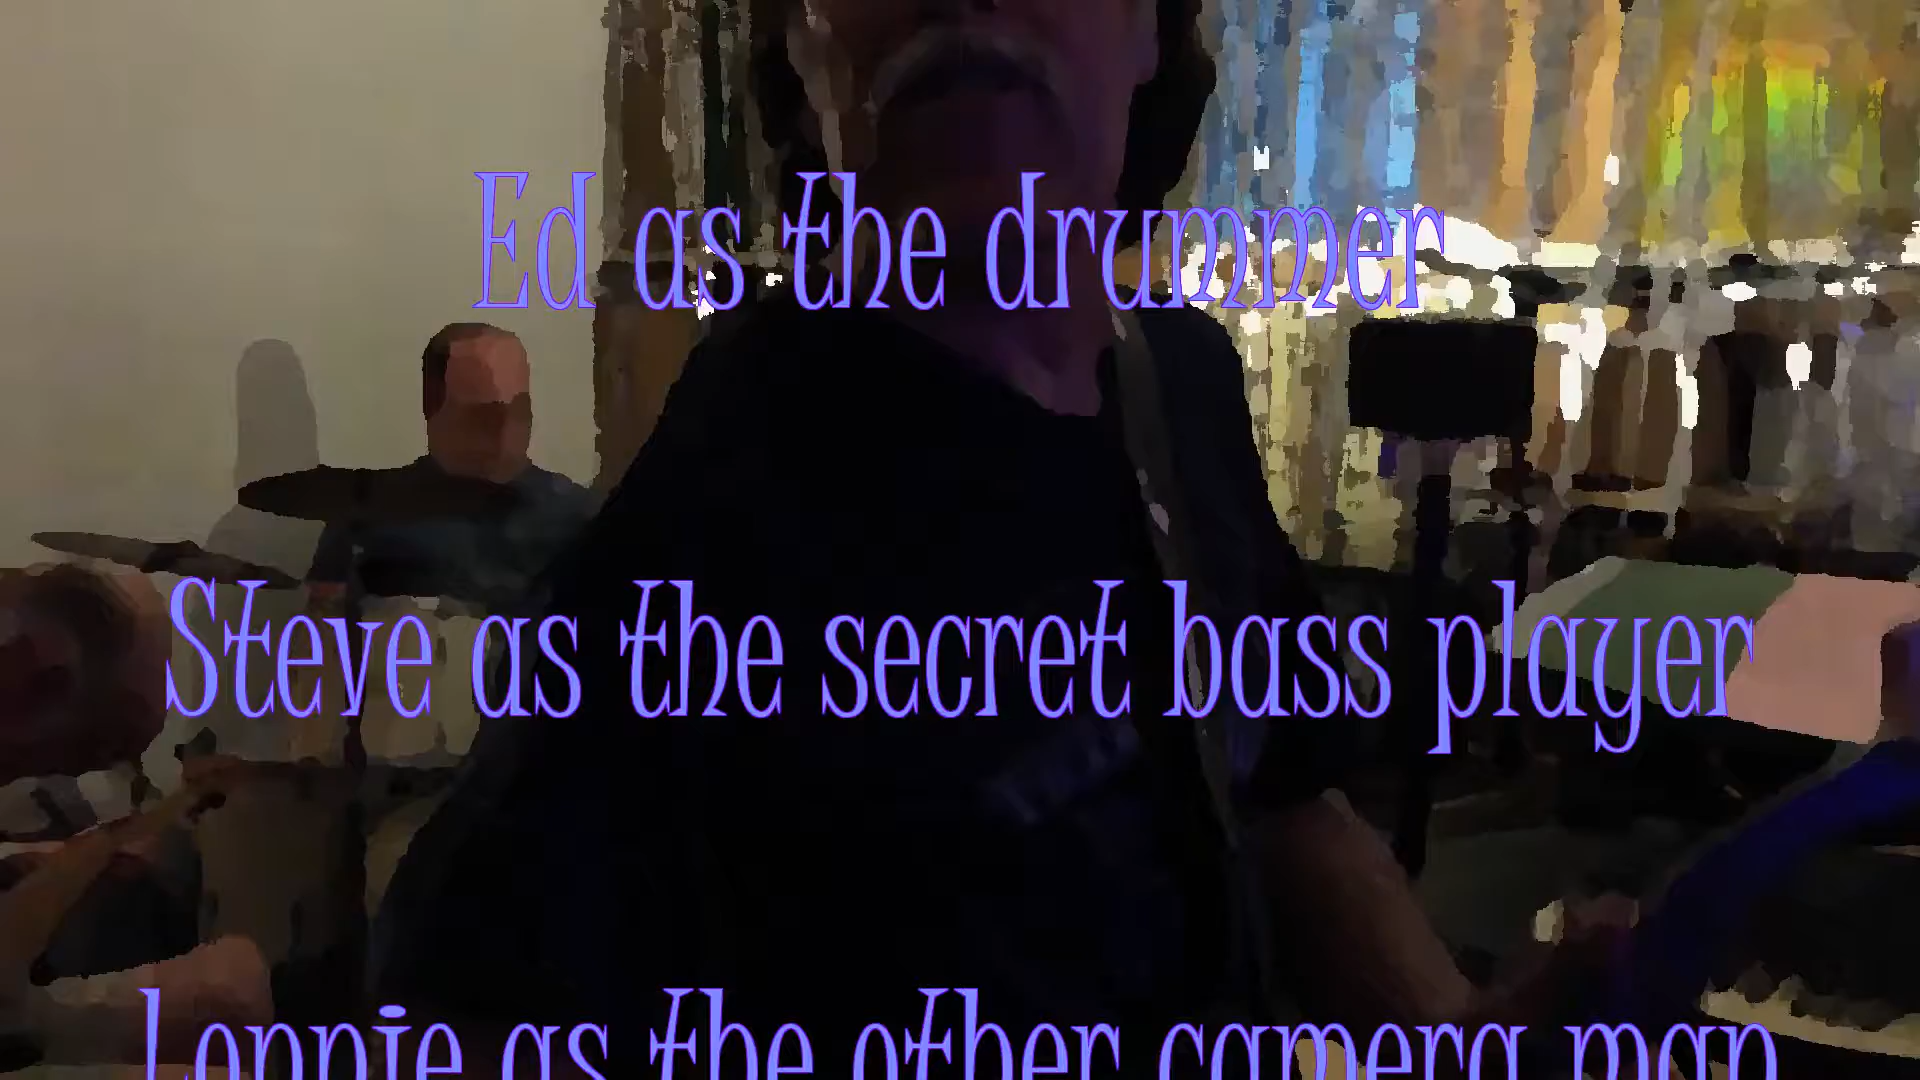 Ed as the drummer
Steve as the secret bass player
Lonnie as the other camera man